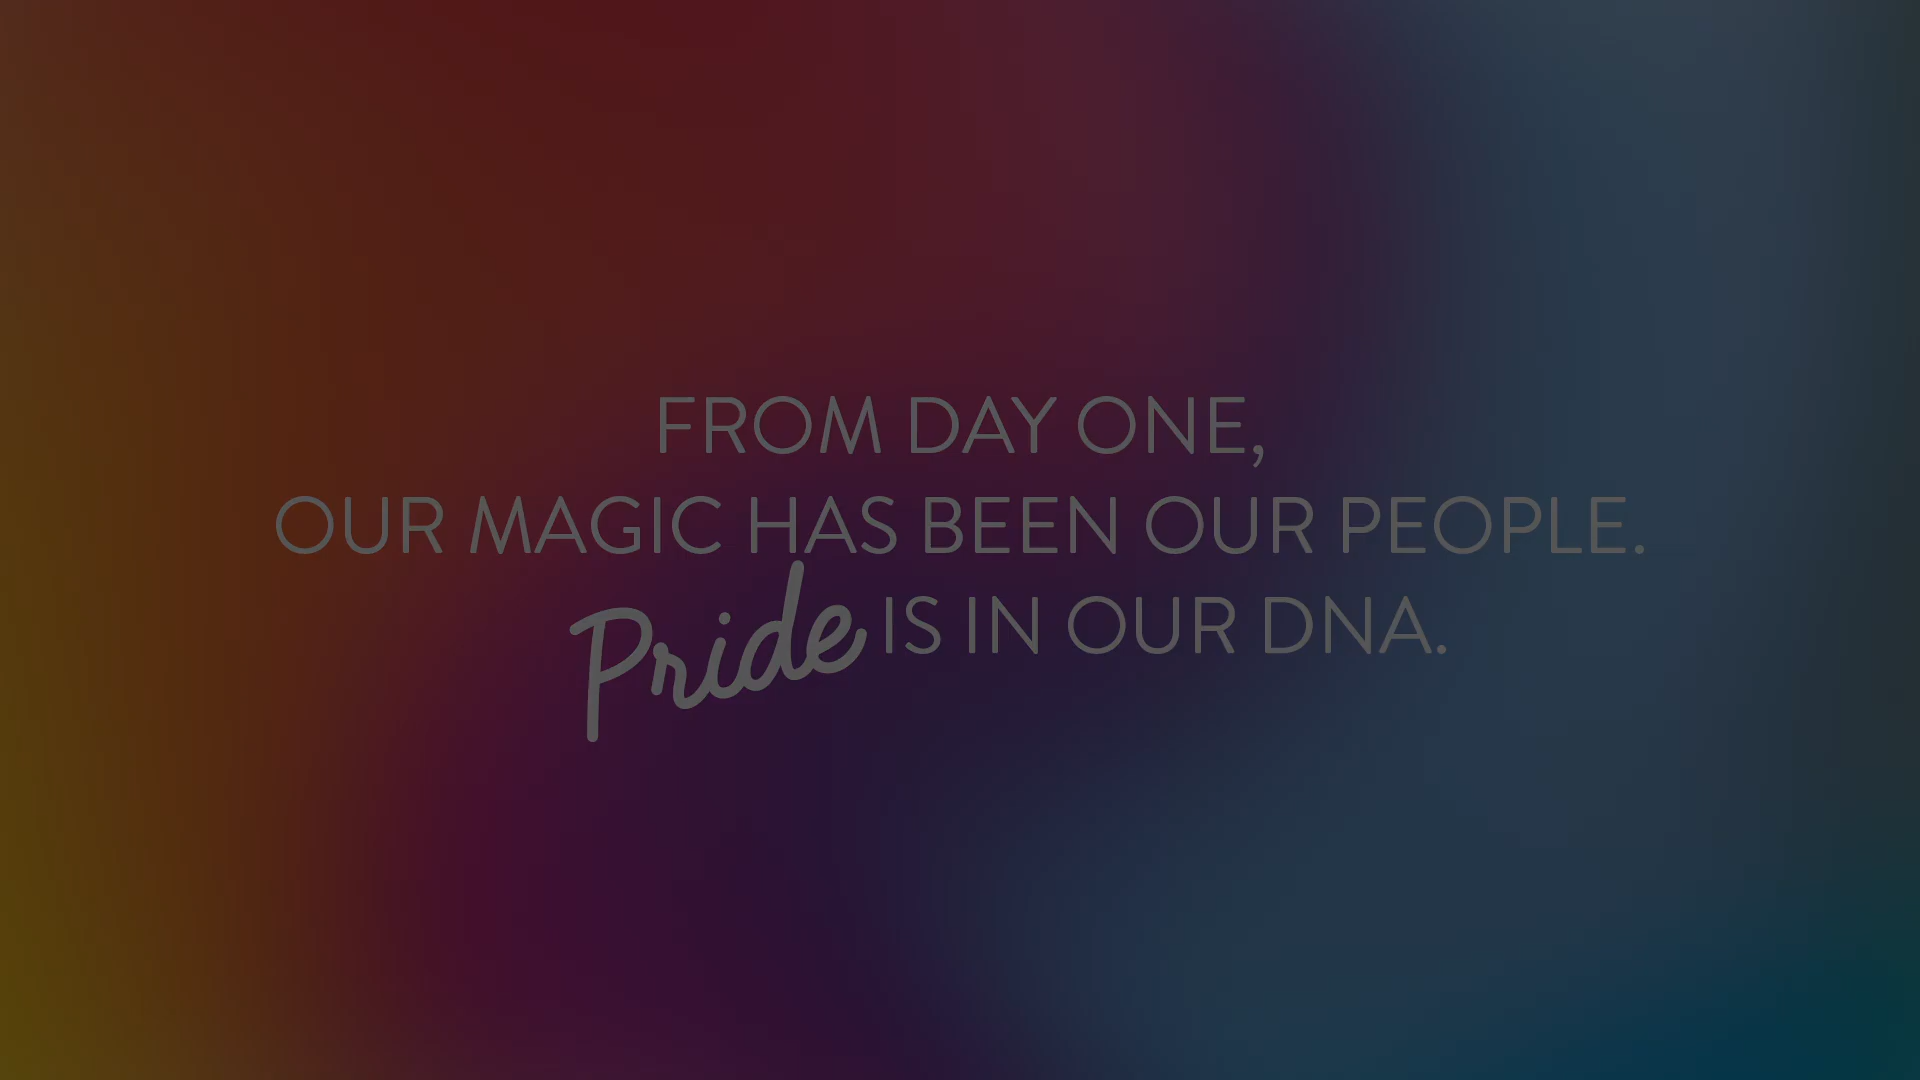 FROM DAY ONE,
OUR MAGIC HAS BEEN OUR PEOPLE.
Pride IS IN OUR DNA.